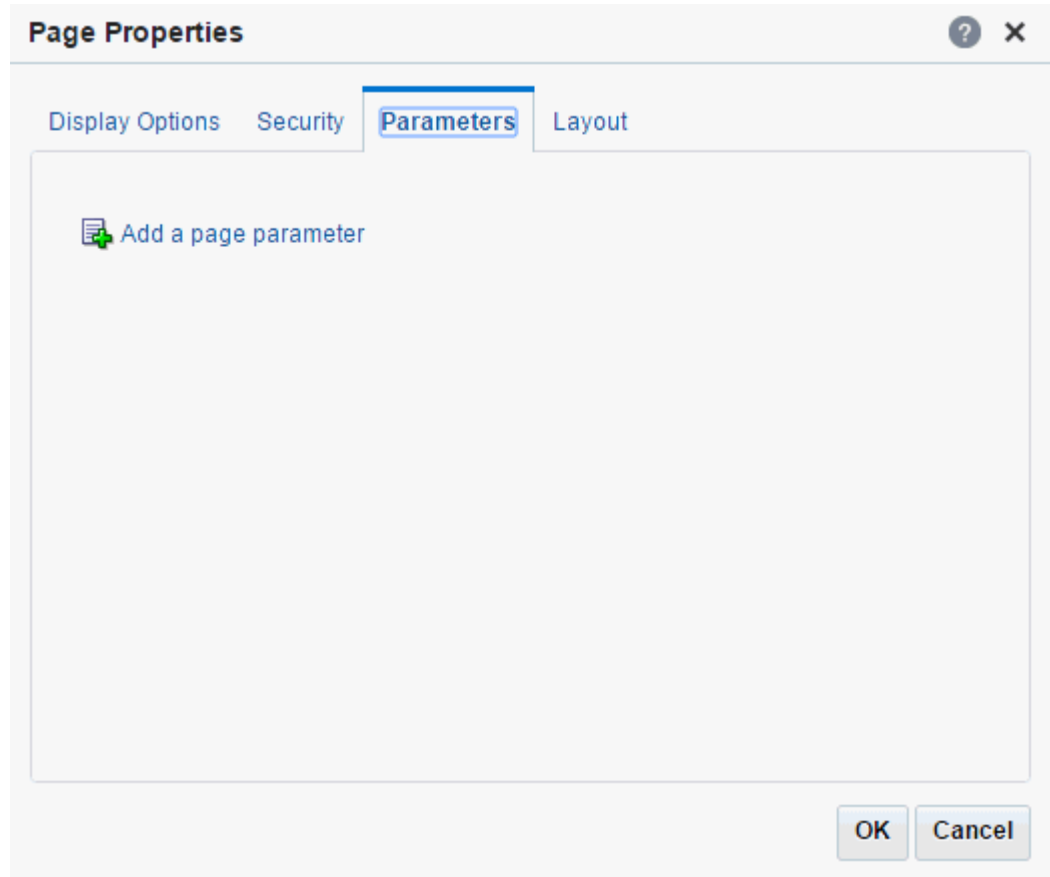 Page Properties ?
Display Options Security Parameters Layout
Add a page parameter
OK Cancel